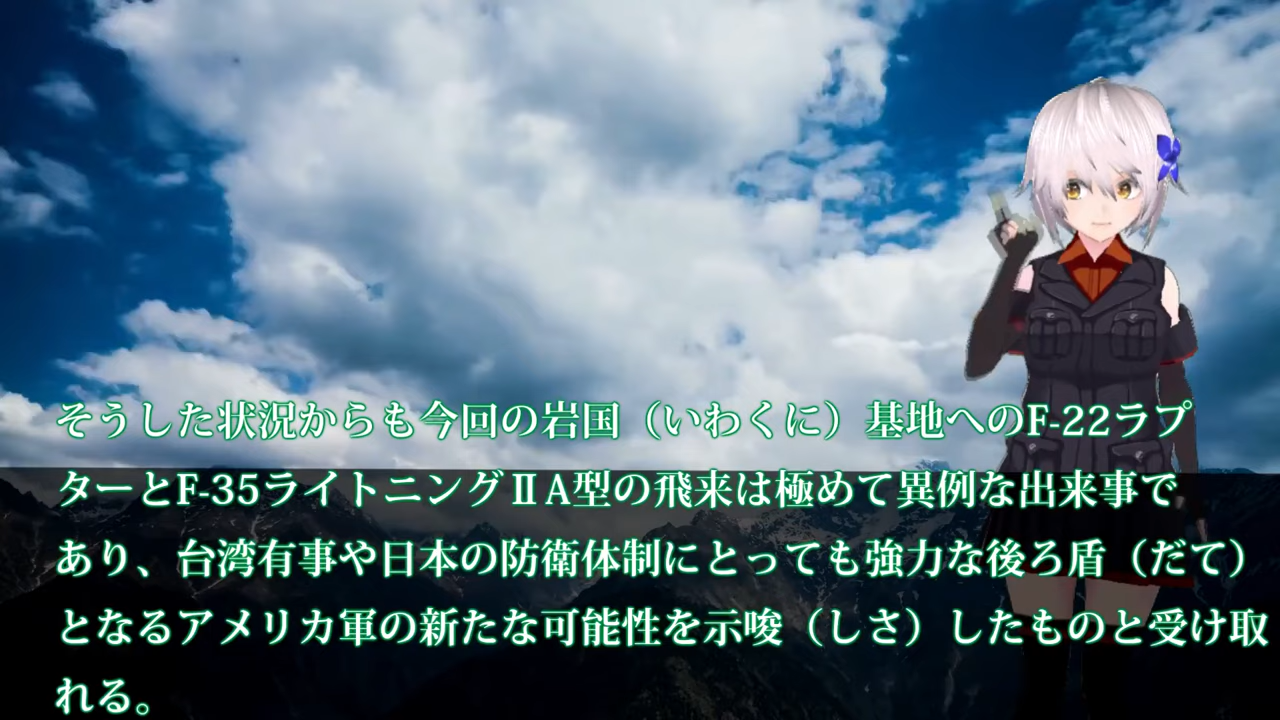 そうした状況からも今回の岩国（いわくに）基地へのF-22ラプ
ターとF-35ライトニングⅡA型の飛来は極めて異例な出来事で
あり、台湾有事や日本の防衛体制にとっても強力な後ろ盾（だて）
となるアメリカ軍の新たな可能性を示唆（しさ）したものと受け取
れる。